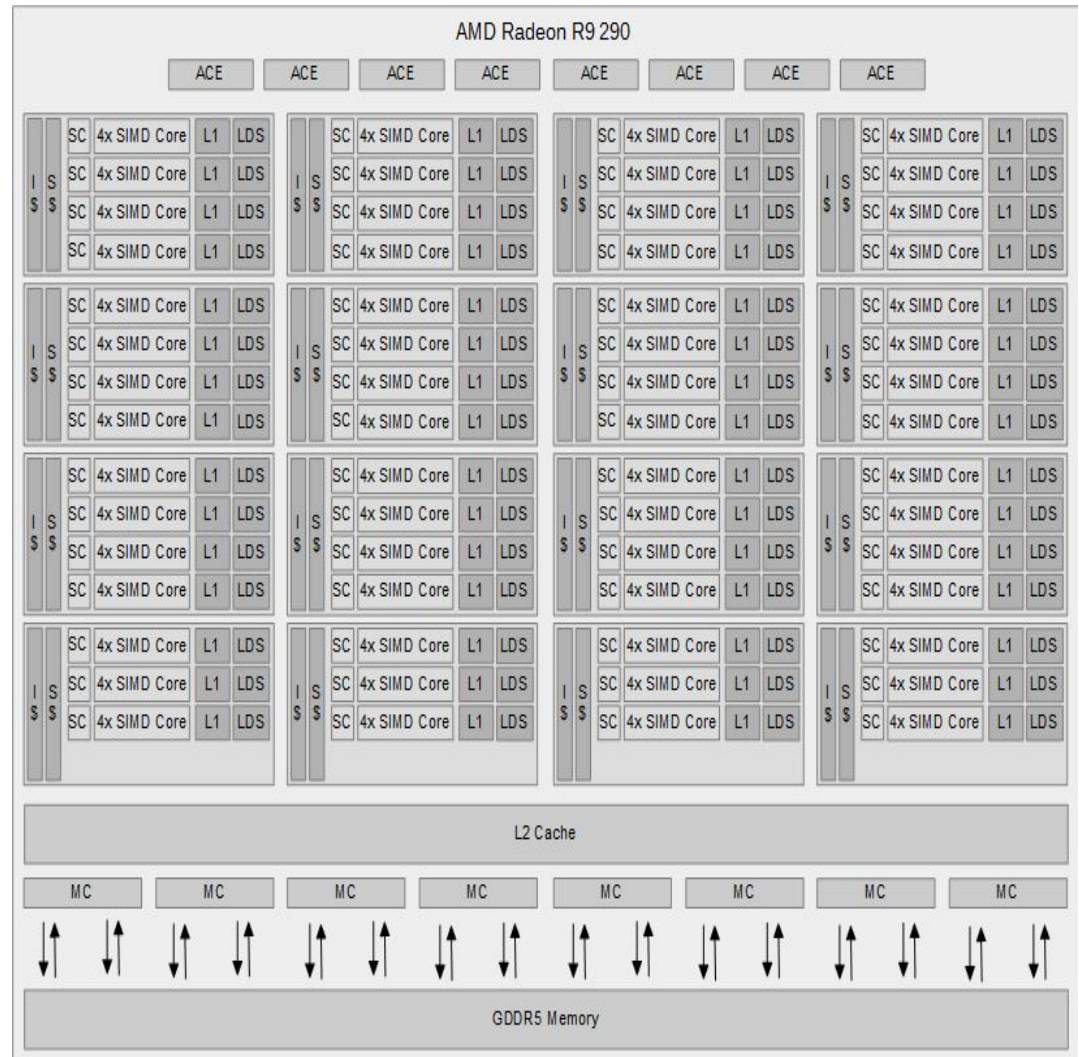 AMD Radeon R9 290
ACE ACE ACE ACE ACE ACE ACE ACE
SC 4x SIMD Core L1 LDS SC 4x SIMD Core L1 LDS SC 4x SIMD Core L1 LDS SC 4x SIMD Core L1 LDS
I S SC 4x SIMD Core L1 LDS I S SC 4x SIMD Core L1 LDS I S SC 4x SIMD Core L1 LDS I S SC 4x SIMD Core L1 LDS
$ $ SC 4x SIMD Core L1 LDS $ $ SC 4x SIMD Core L1 LDS $ $ SC 4x SIMD Core L1 LDS $ $ SC 4x SIMD Core L1 LDS
SC 4x SIMD Core L1 LDS SC 4x SIMD Core L1 LDS SC 4x SIMD Core L1 LDS SC 4x SIMD Core L1 LDS
SC 4x SIMD Core L1 LDS SC 4x SIMD Core L1 LDS SC 4x SIMD Core L1 LDS SC 4x SIMD Core L1 LDS
I S SC 4x SIMD Core L1 LDS I S SC 4x SIMD Core L1 LDS I S SC 4x SIMD Core L1 LDS I S SC 4x SIMD Core L1 LDS
$ $ SC 4x SIMD Core L1 LDS $ $ SC 4x SIMD Core L1 LDS $ $ SC 4x SIMD Core L1 LDS $ $ SC 4x SIMD Core L1 LDS
SC 4x SIMD Core L1 LDS SC 4x SIMD Core L1 LDS SC 4x SIMD Core L1 LDS SC 4x SIMD Core L1 LDS
SC 4x SIMD Core L1 LDS SC 4x SIMD Core L1 LDS SC 4x SIMD Core L1 LDS SC 4x SIMD Core L1 LDS
I S SC 4x SIMD Core L1 LDS I S SC 4x SIMD Core L1 LDS I S SC 4x SIMD Core L1 LDS I S SC 4x SIMD Core L1 LDS
$ $ SC 4x SIMD Core L1 LDS $ $ SC 4x SIMD Core L1 LDS $ $ SC 4x SIMD Core L1 LDS $ $ SC 4x SIMD Core L1 LDS
SC 4x SIMD Core L1 LDS SC 4x SIMD Core L1 LDS SC 4x SIMD Core L1 LDS SC 4x SIMD Core L1 LDS
SC 4x SIMD Core L1 LDS SC 4x SIMD Core L1 LDS SC 4x SIMD Core L1 LDS SC 4x SIMD Core L1 LDS
I S SC 4x SIMD Core L1 LDS I S SC 4x SIMD Core L1 LDS I S SC 4x SIMD Core L1 LDS I S SC 4x SIMD Core L1 LDS
$ $ SC 4x SIMD Core L1 LDS $ $ SC 4x SIMD Core L1 LDS $ $ SC 4x SIMD Core L1 LDS $ $ SC 4x SIMD Core L1 LDS
L2 Cache
MC MC MC MC MC MC MC MC
GDDR5 Memory